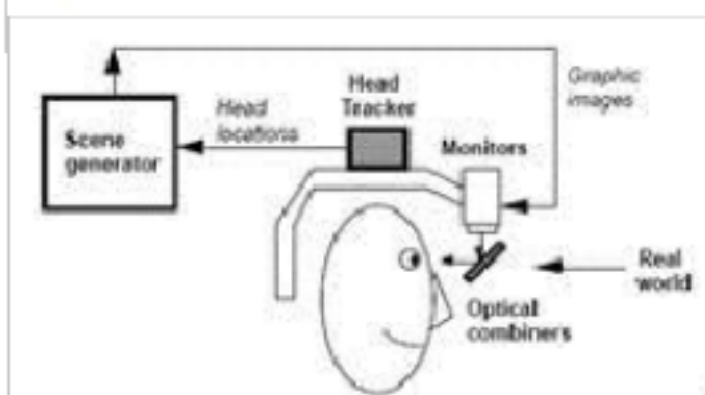 Head
Tracker
Graphic
images
Head
locations
Scene
generator
Monitors
Real
world
Optical
combiners